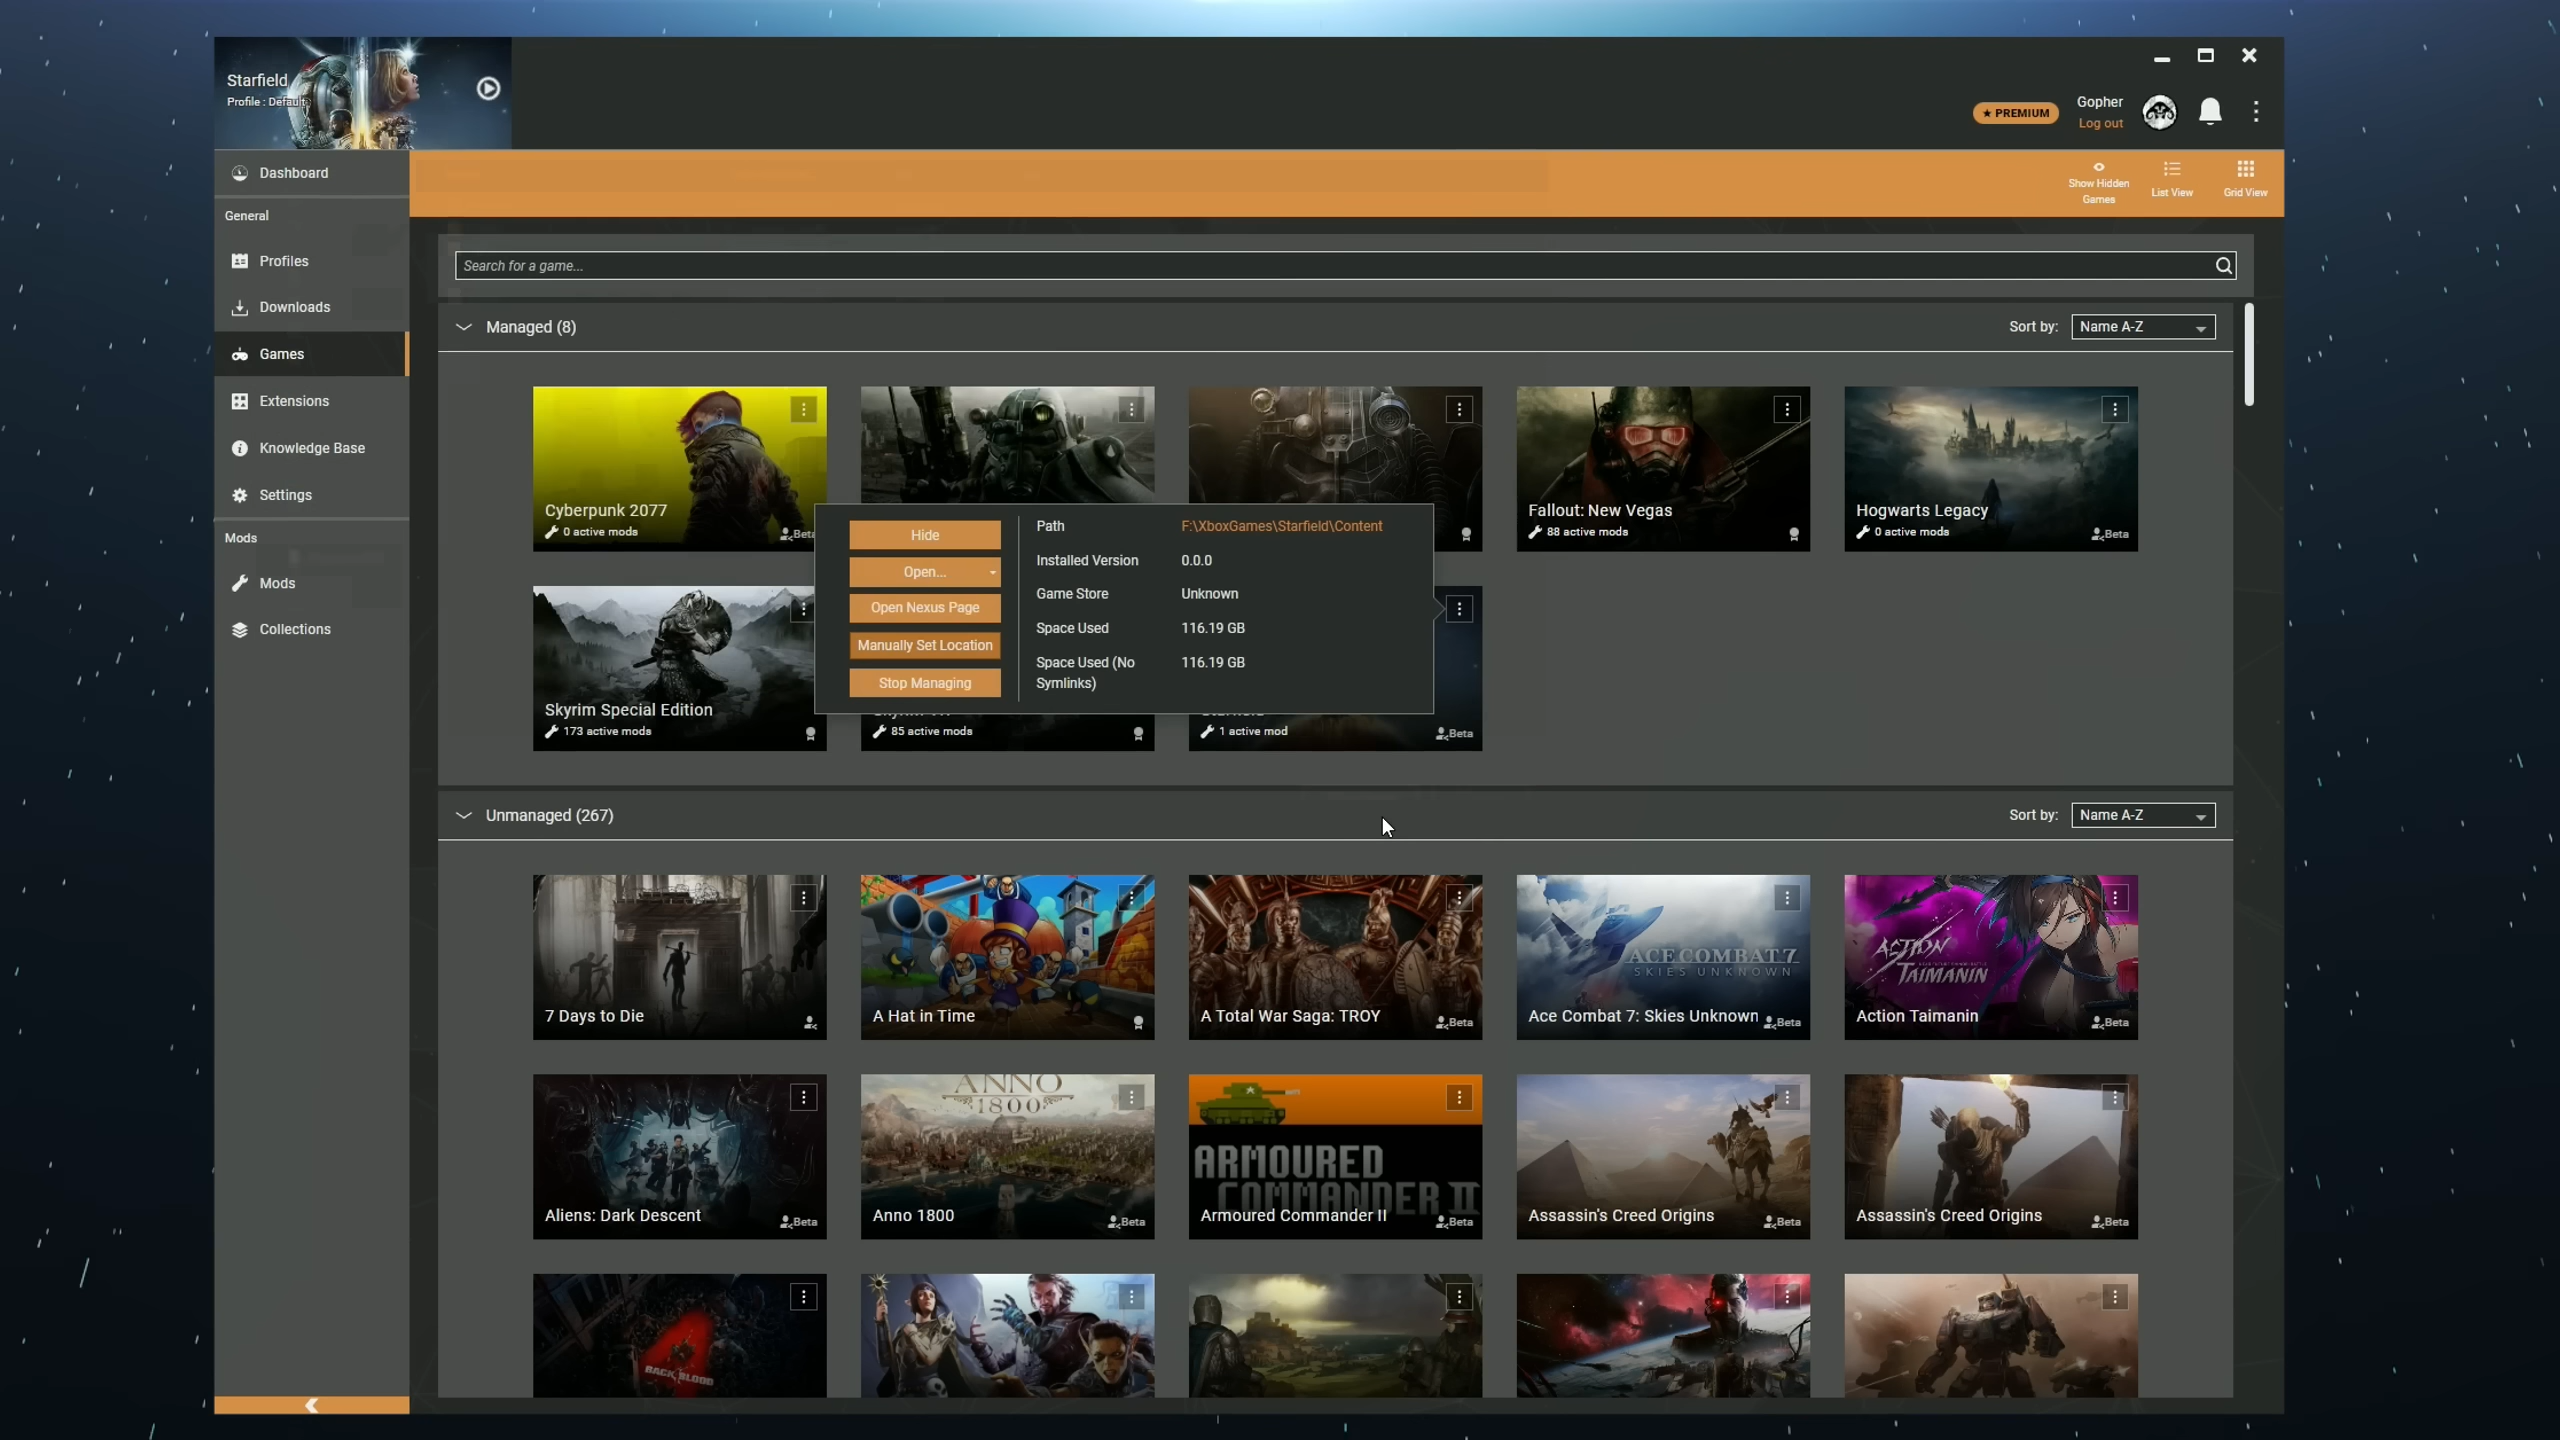 Starfield
Profile : Default
★ PREMIUM
Gopher
Log out
Dashboard
General
Profiles
Downloads
Games
Extensions
Knowledge Base
Settings
Mods
Mods
Collections
Show Hidden
Games
List View
Grid View
Search for a game...
Managed (8)
Sort by:
Name A-Z
Cyberpunk 2077
0 active mods
Beta
Fallout: New Vegas
88 active mods
Hogwarts Legacy
0 active mods
Beta
Hide
Open...
Open Nexus Page
Manually Set Location
Stop Managing
Path
F:\XboxGames\Starfield\Content
Installed Version
0.0.0
Game Store
Unknown
Space Used
116.19 GB
Space Used (No
Symlinks)
116.19 GB
Skyrim Special Edition
173 active mods
85 active mods
1 active mod
Beta
Unmanaged (267)
Sort by:
Name A-Z
7 Days to Die
A Hat in Time
A Total War Saga: TROY
Beta
ACE COMBAT 7
SKIES UNKNOWN
Ace Combat 7: Skies Unknown
Beta
ACTION
TAIMANIN
Action Taimanin
Beta
Aliens: Dark Descent
Beta
ANNO
1800
Anno 1800
Beta
ARMOURED
COMMANDER II
Armoured Commander II
Beta
Assassin's Creed Origins
Beta
Assassin's Creed Origins
Beta
BACK BLOOD